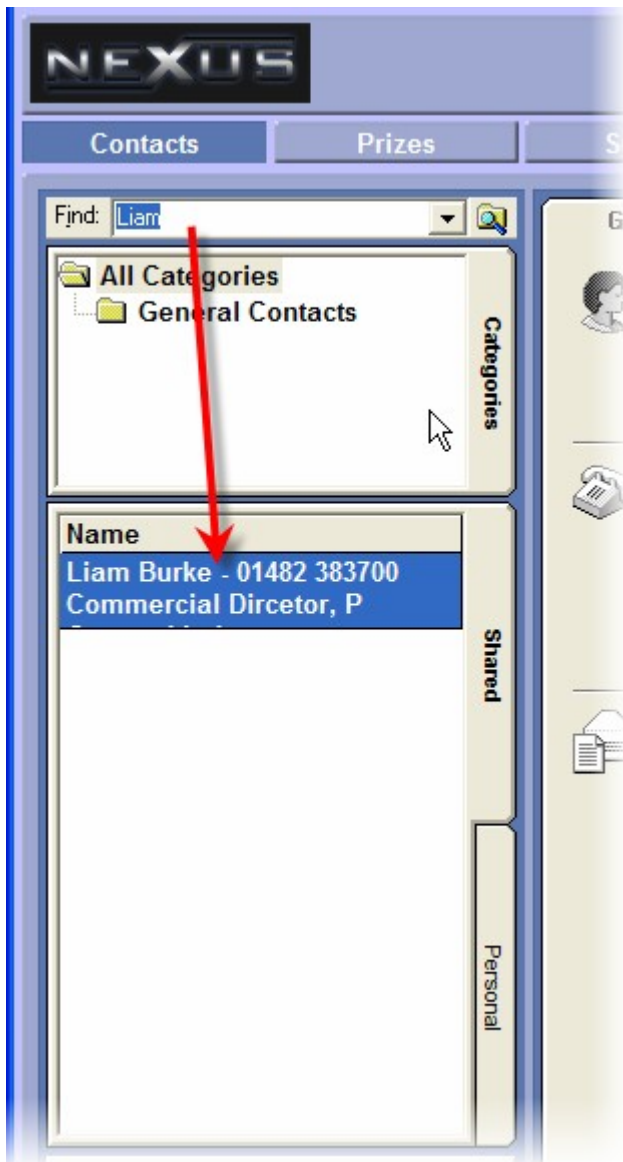 NEXUS
Contacts
Prizes
S
Find: Liam
G
All Categories
General Contacts
Categories
Name
Liam Burke - 01482 383700
Commercial Dircetor, P
Shared
Personal